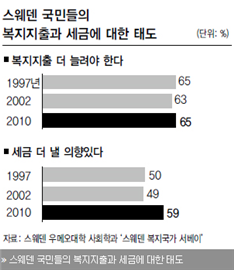 스웨덴 국민들의
복지지출과 세금에 대한 태도 (단위: %)
■ 복지지출 더 늘려야 한다
1997년 65
2002 63
2010 65
■ 세금 더 낼 의향있다
1997 50
2002 49
2010 59
자료: 스웨덴 우메오대학 사회학과 '스웨덴 복지국가 서베이'
» 스웨덴 국민들의 복지지출과 세금에 대한 태도